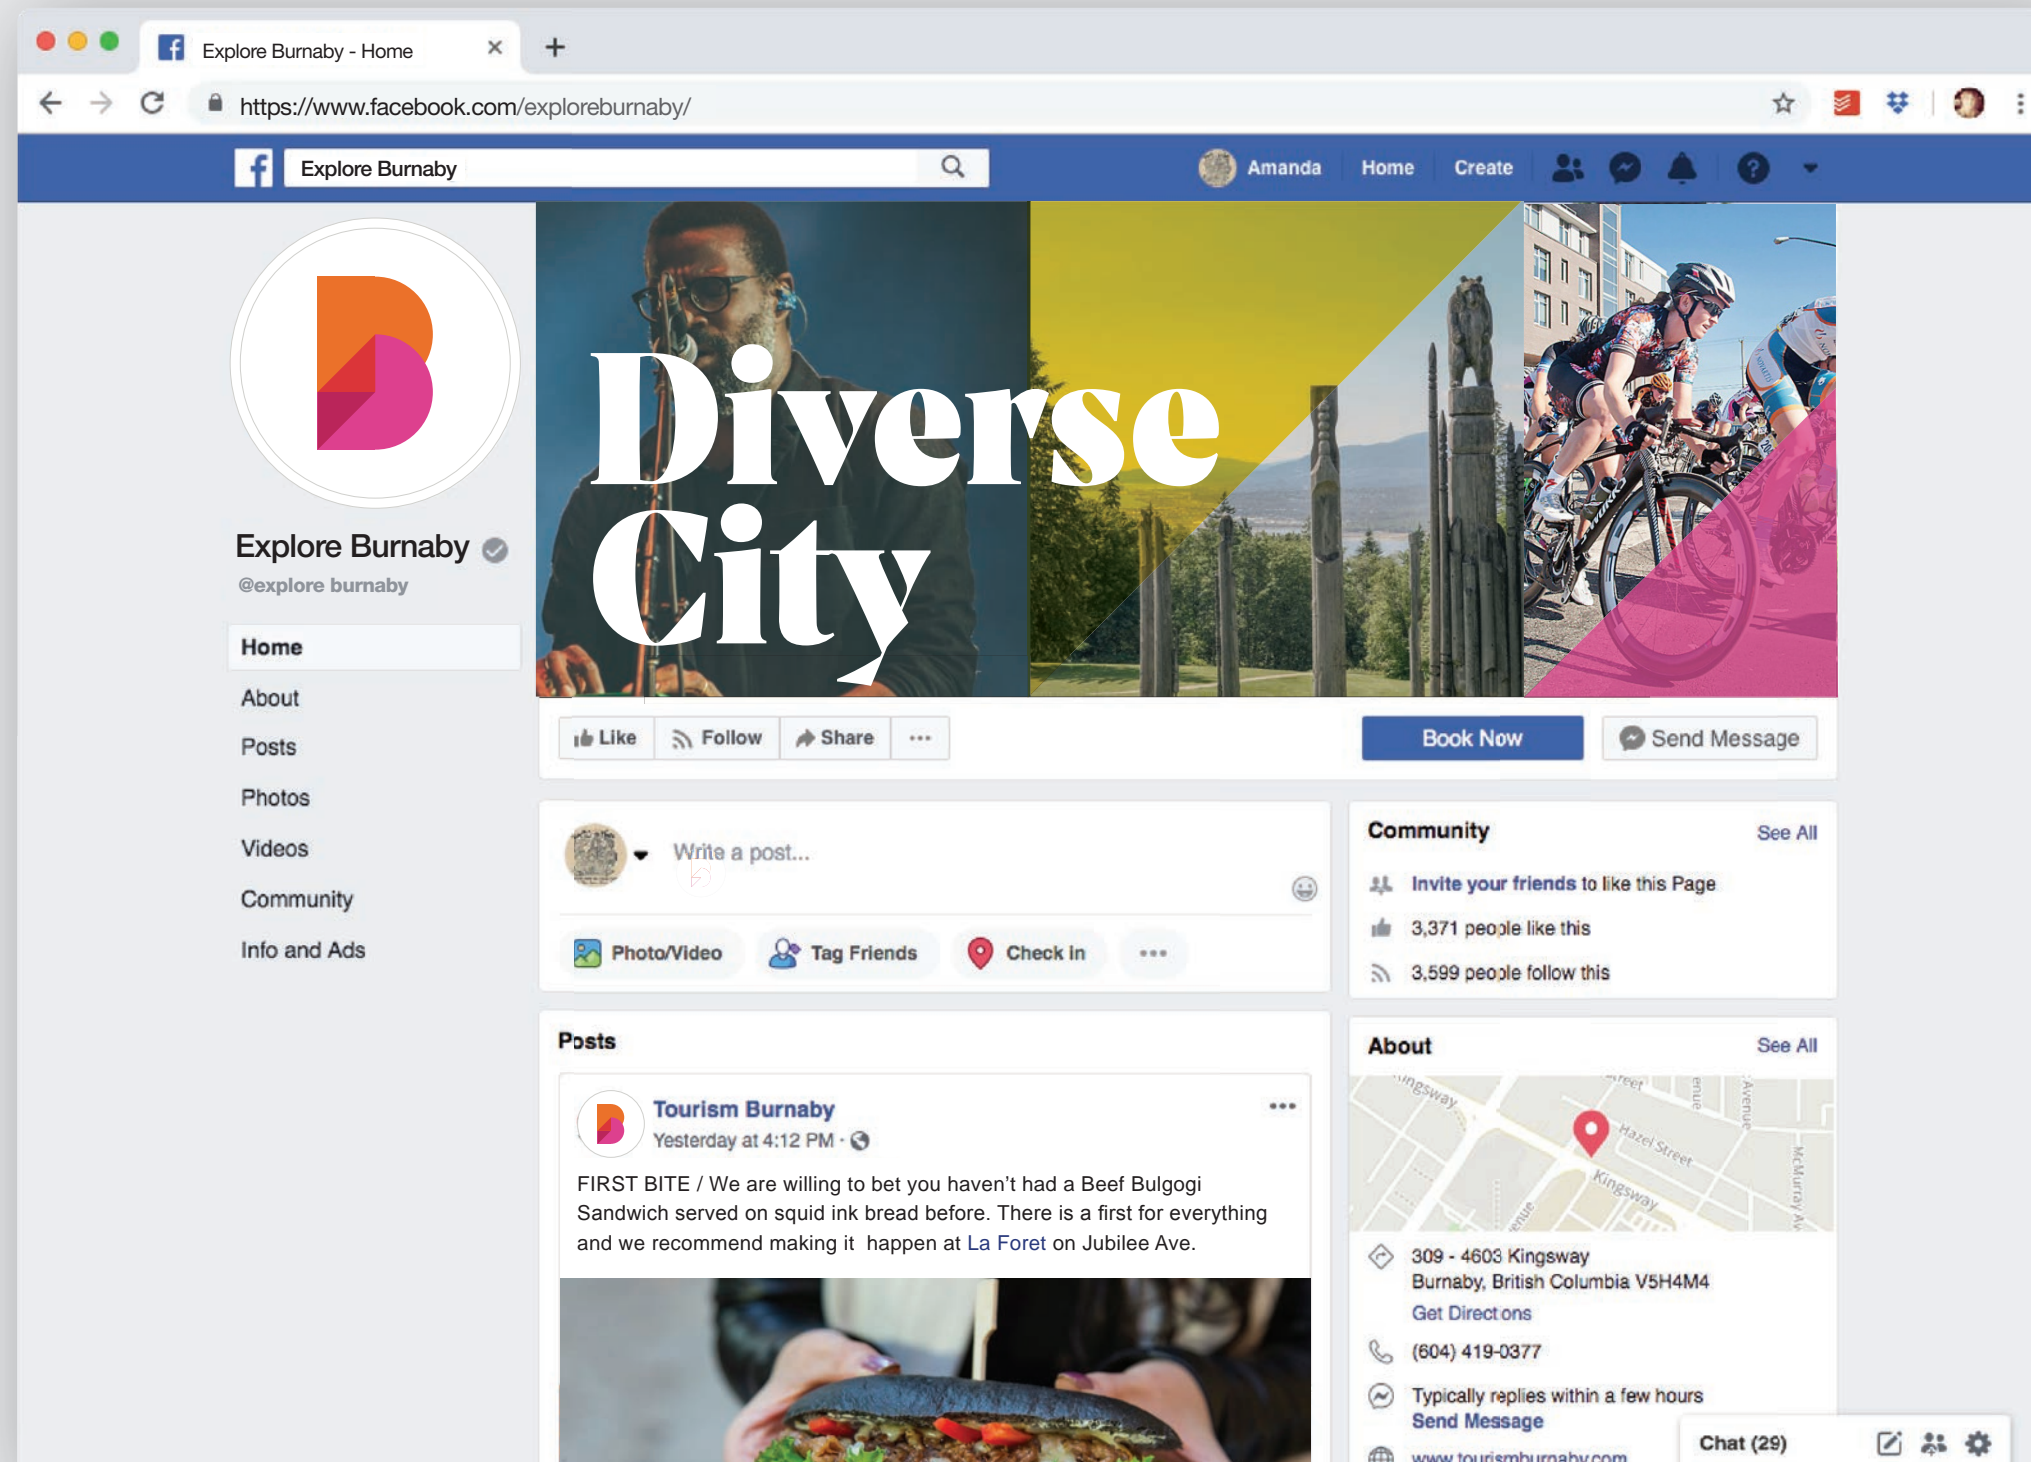 Explore Burnaby - Home
https://www.facebook.com/exploreburnaby/
Explore Burnaby
Amanda
Home
Create
Diverse
City
Explore Burnaby
@explore burnaby
Home
About
Posts
Photos
Videos
Community
Info and Ads
Like
Follow
Share
Book Now
Send Message
Write a post...
Photo/Video
Tag Friends
Check in
Posts
Tourism Burnaby
Yesterday at 4:12 PM ·
FIRST BITE / We are willing to bet you haven’t had a Beef Bulgogi
Sandwich served on squid ink bread before. There is a first for everything
and we recommend making it  happen at La Foret on Jubilee Ave.
Community
See All
Invite your friends to like this Page
3,371 people like this
3,599 people follow this
About
See All
Kingsway
Avenue
Hazel Street
Kingsway
McMurray Av
309 - 4603 Kingsway
Burnaby, British Columbia V5H4M4
Get Directions
(604) 419-0377
Typically replies within a few hours
Send Message
www.tourismburnaby.com
Chat (29)